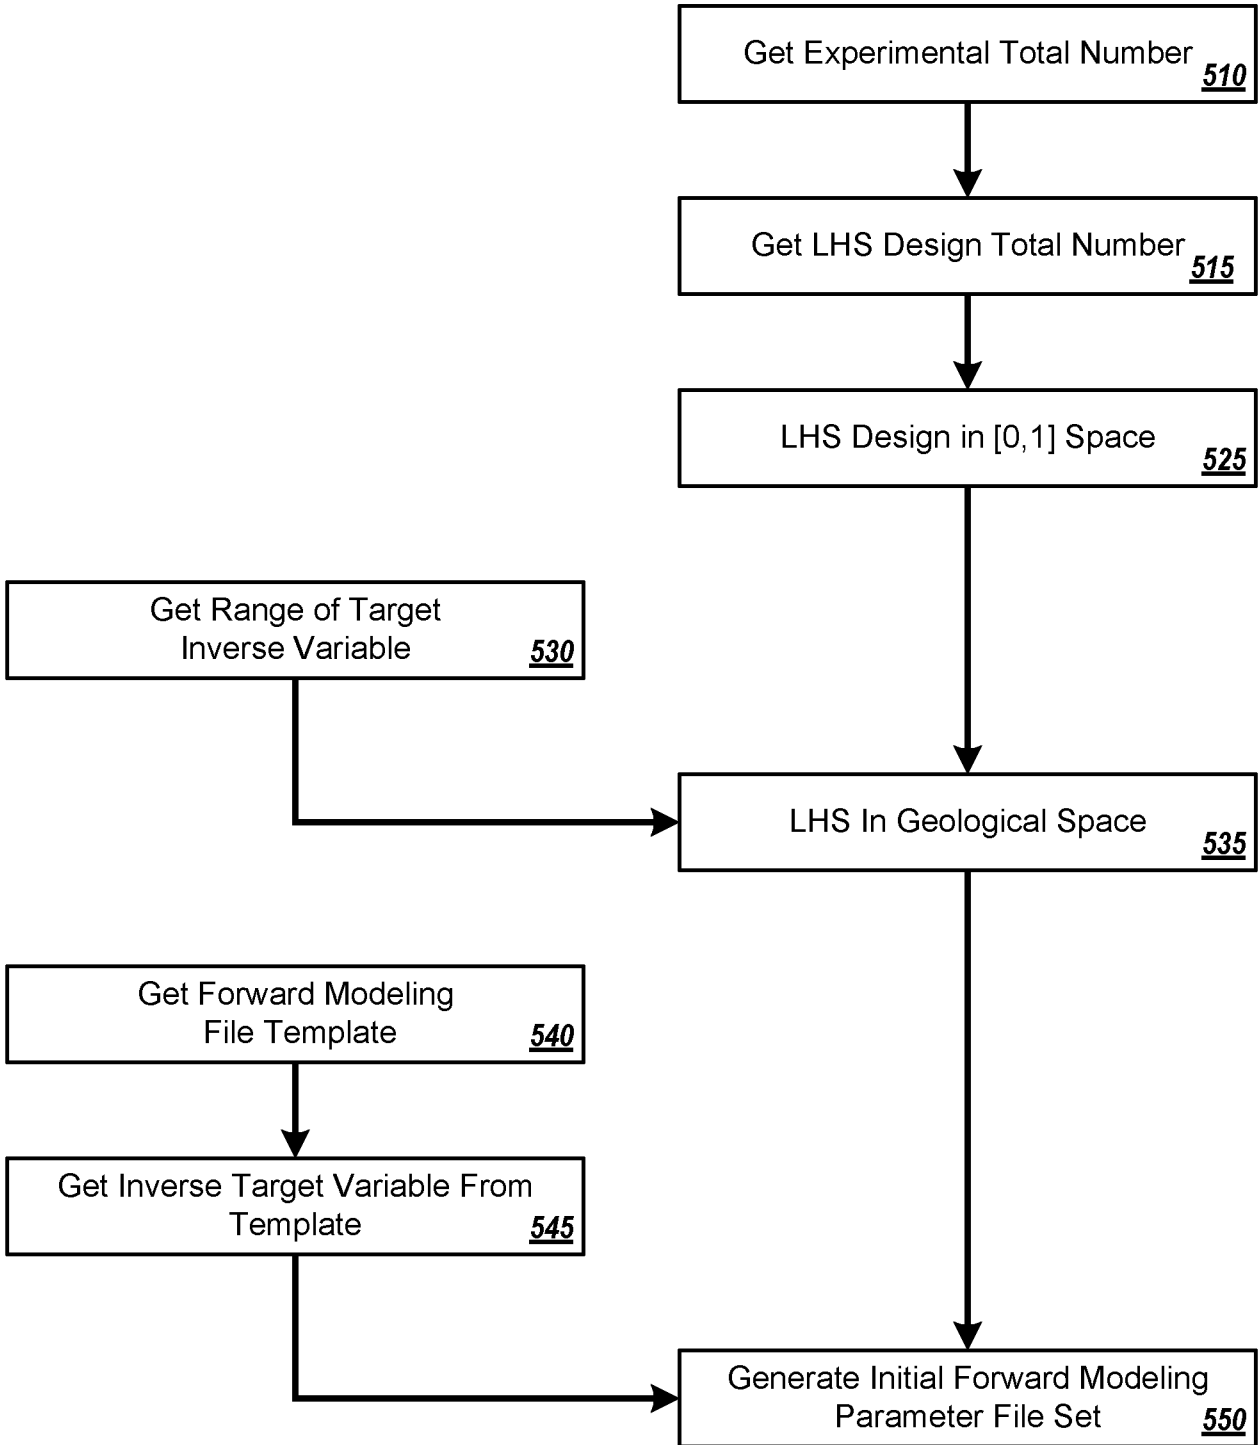 Get Experimental Total Number
510
Get LHS Design Total Number
515
LHS Design in [0,1] Space
525
Get Range of Target
Inverse Variable
530
LHS In Geological Space
535
Get Forward Modeling
File Template
540
Get Inverse Target Variable From
Template
545
Generate Initial Forward Modeling
Parameter File Set
550